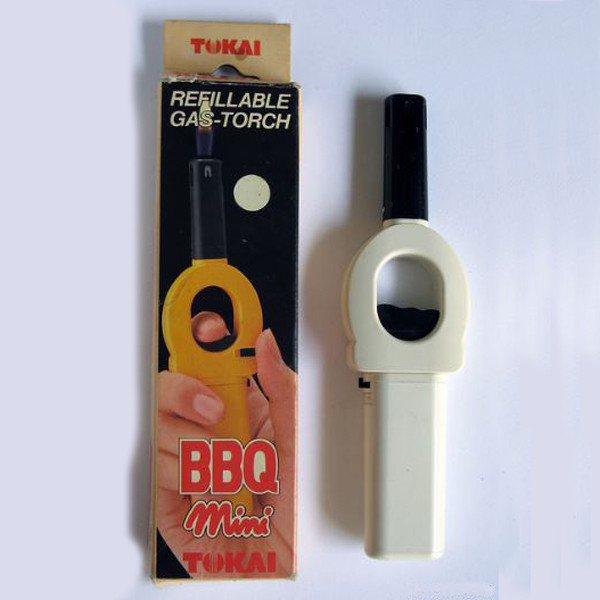 TOKAI
REFILLABLE
GAS-TORCH
BBQ
Mini
TOKAI